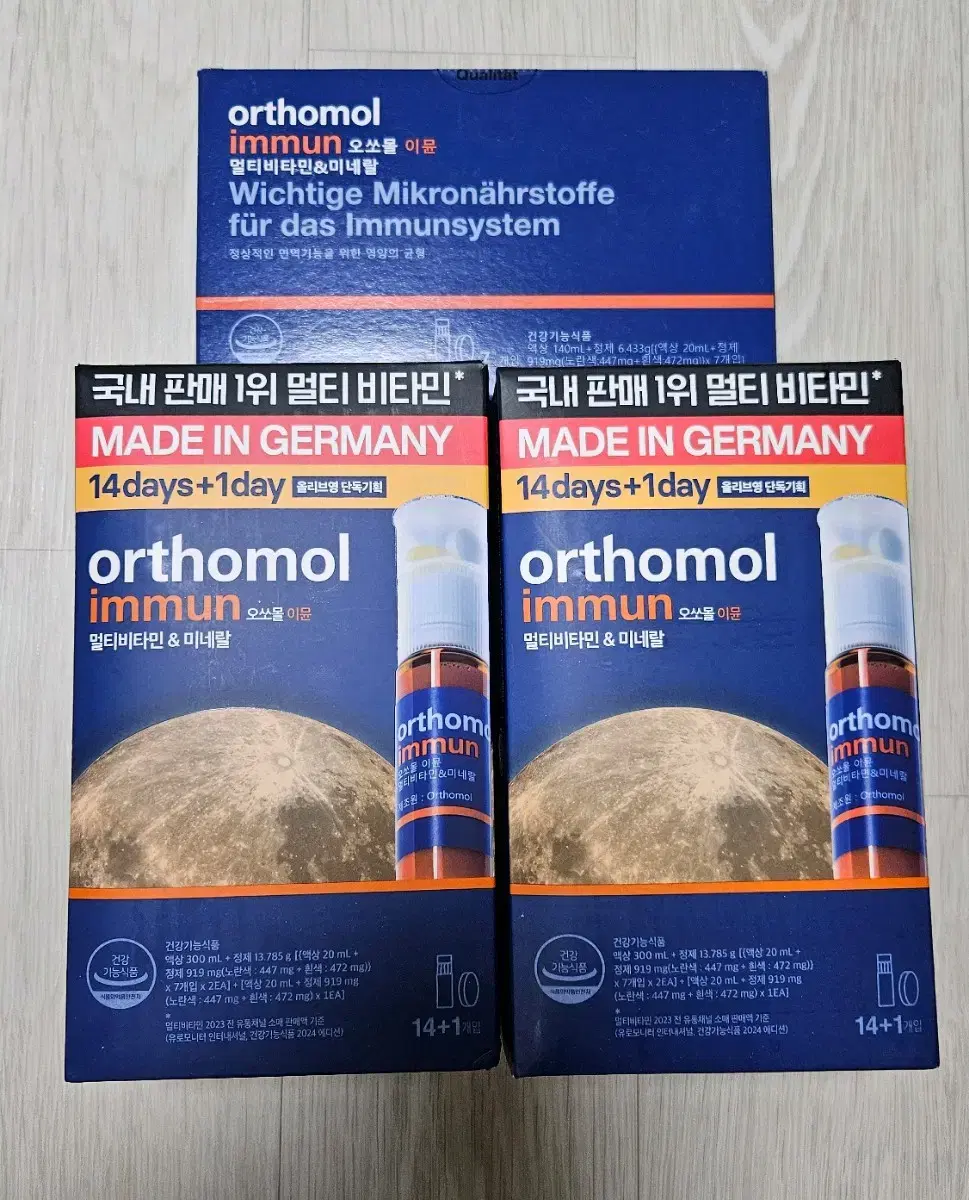 Qualität
orthomol
immun 오쏘몰 이뮨
멀티비타민&미네랄
Wichtige Mikronährstoffe
für das Immunsystem
정상적인 면역기능을 위한 영양의 균형
건강기능식품
액상 140mL+정제 6.433g[(액상 20mL+정제
919mg(노란색:447mg+흰색:472mg))x 7개입]
국내 판매 1위 멀티 비타민*
MADE IN GERMANY
14days+1day 올리브영 단독기획
orthomol
immun 오쏘몰 이뮨
멀티비타민 & 미네랄
orthomo
immun
오쏘몰 이뮨
멀티비타민&미네랄
제조원 : Orthomol
건강
기능식품
식품의약품안전처
건강기능식품
액상 300 mL + 정제 13.785 g [{액상 20 mL +
정제 919 mg(노란색 : 447 mg + 흰색 : 472 mg)}
x 7개입 x 2EA] + [액상 20 mL + 정제 919 mg
(노란색 : 447 mg + 흰색 : 472 mg) x 1EA]
*
멀티비타민 2023 전 유통채널 소매 판매액 기준
(유로모니터 인터내셔널, 건강기능식품 2024 에디션)
14+1개입
국내 판매 1위 멀티 비타민*
MADE IN GERMANY
14days+1day 올리브영 단독기획
orthomol
immun 오쏘몰 이뮨
멀티비타민 & 미네랄
orthomo
immun
오쏘몰 이뮨
멀티비타민&미네랄
제조원 : Orthomol
건강
기능식품
식품의약품안전처
건강기능식품
액상 300 mL + 정제 13.785 g [{액상 20 mL +
정제 919 mg(노란색 : 447 mg + 흰색 : 472 mg)}
x 7개입 x 2EA] + [액상 20 mL + 정제 919 mg
(노란색 : 447 mg + 흰색 : 472 mg) x 1EA]
*
멀티비타민 2023 전 유통채널 소매 판매액 기준
(유로모니터 인터내셔널, 건강기능식품 2024 에디션)
14+1개입